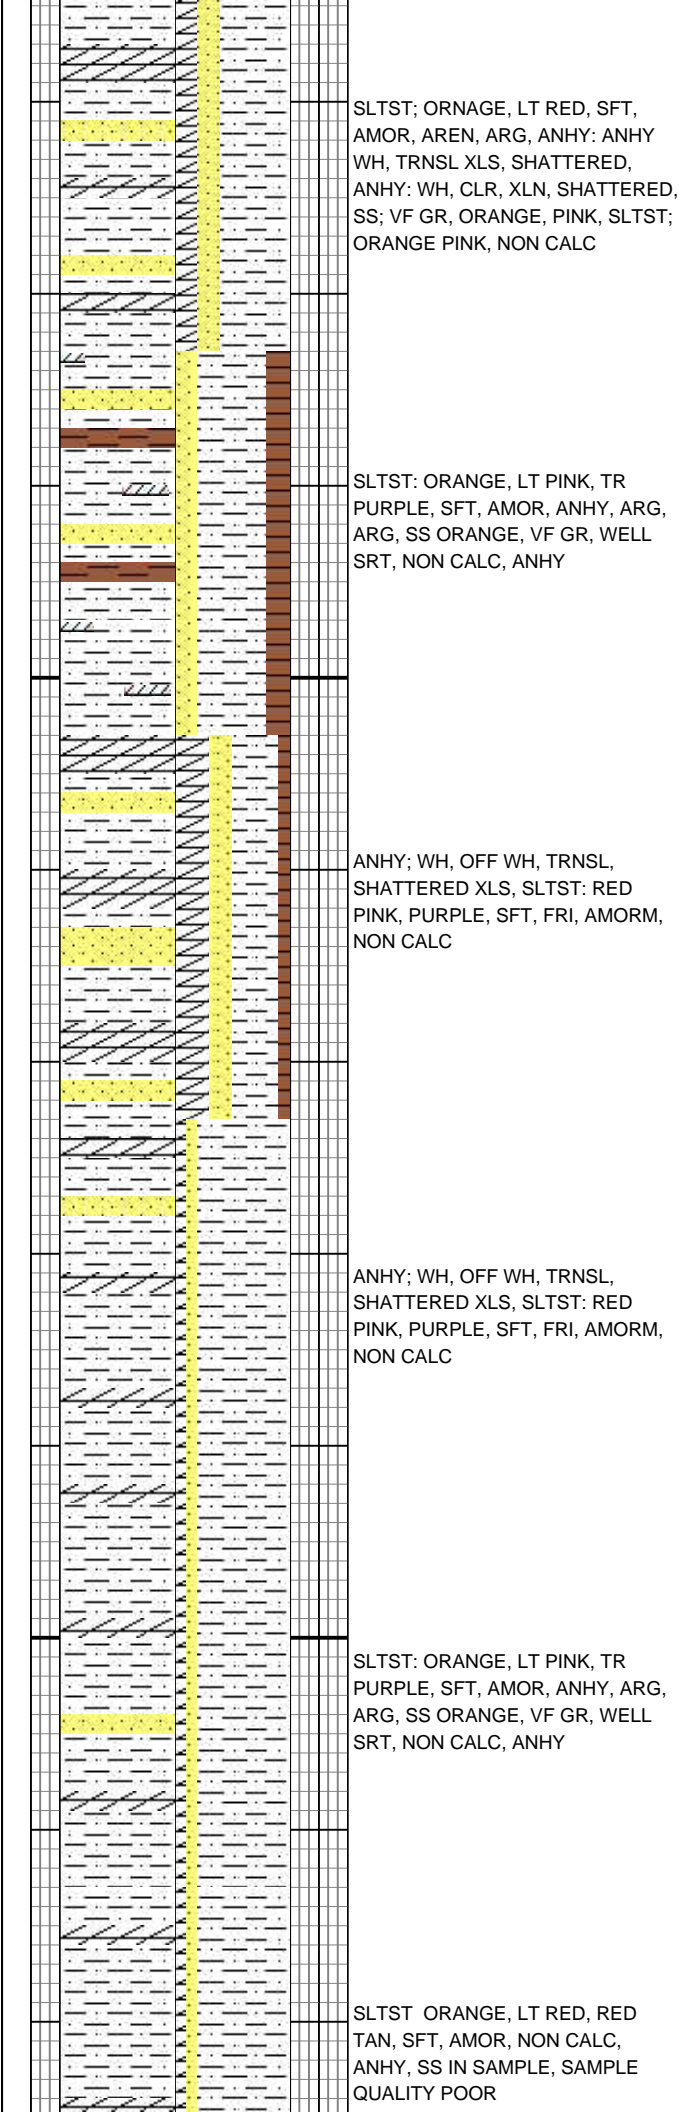 SLTST; ORNAGE, LT RED, SFT,
AMOR, AREN, ARG, ANHY: ANHY
WH, TRNSL XLS, SHATTERED,
ANHY: WH, CLR, XLN, SHATTERED,
SS; VF GR, ORANGE, PINK, SLTST;
ORANGE PINK, NON CALC
SLTST: ORANGE, LT PINK, TR
PURPLE, SFT, AMOR, ANHY, ARG,
ARG, SS ORANGE, VF GR, WELL
SRT, NON CALC, ANHY
ANHY; WH, OFF WH, TRNSL,
SHATTERED XLS, SLTST: RED
PINK, PURPLE, SFT, FRI, AMORM,
NON CALC
ANHY; WH, OFF WH, TRNSL,
SHATTERED XLS, SLTST: RED
PINK, PURPLE, SFT, FRI, AMORM,
NON CALC
SLTST: ORANGE, LT PINK, TR
PURPLE, SFT, AMOR, ANHY, ARG,
ARG, SS ORANGE, VF GR, WELL
SRT, NON CALC, ANHY
SLTST  ORANGE, LT RED, RED
TAN, SFT, AMOR, NON CALC,
ANHY, SS IN SAMPLE, SAMPLE
QUALITY POOR